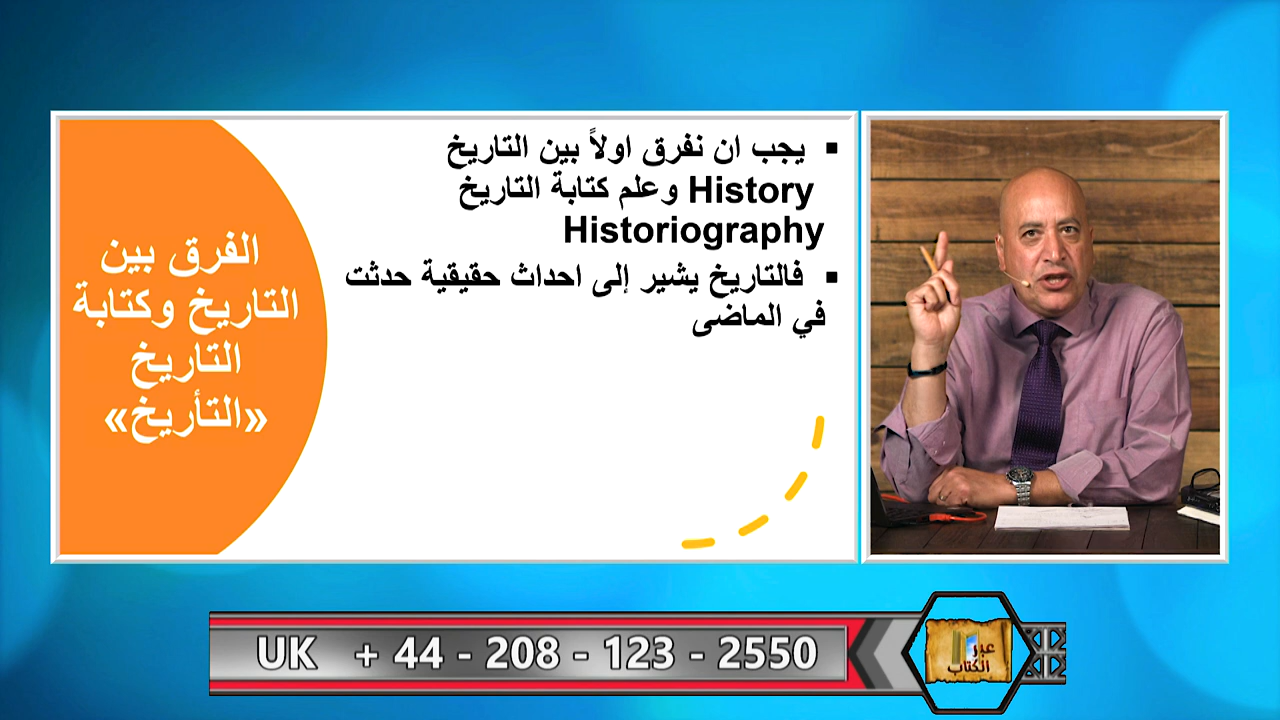 يجب ان نفرق اولاً بين التاريخ
History وعلم كتابة التاريخ
Historiography
فالتاريخ يشير إلى احداث حقيقية حدثت
في الماضى
الفرق بين
التاريخ وكتابة
التاريخ
«التأريخ»
UK + 44 - 208 - 123 - 2550
عبر
الكتاب